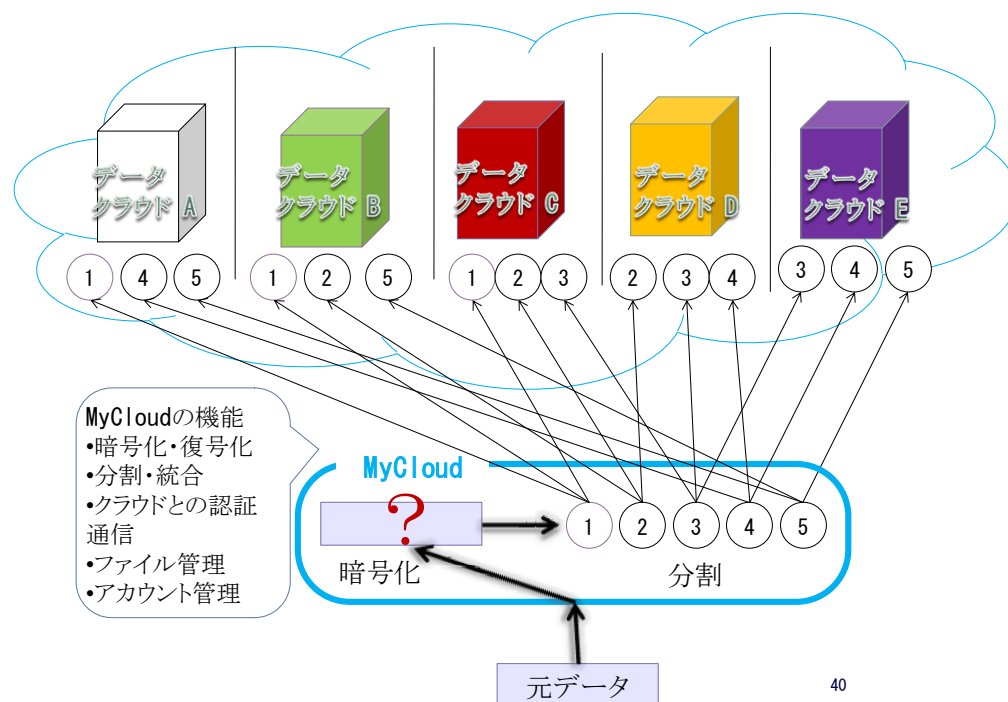 データ
クラウド A
データ
クラウド B
データ
クラウド C
データ
クラウド D
データ
クラウド E
1 4 5 1 2 5 1 2 3 2 3 4 3 4 5
MyCloudの機能
•暗号化・復号化
•分割・統合
•クラウドとの認証
通信
•ファイル管理
•アカウント管理
MyCloud
?
1 2 3 4 5
暗号化
分割
元データ
40